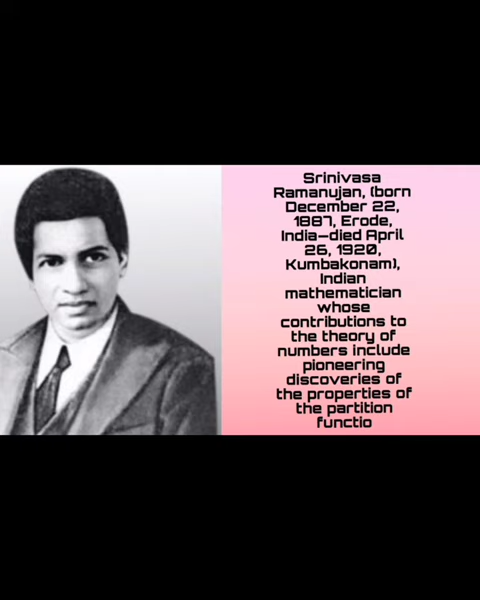 Srinivasa
Ramanujan, (born
December 22,
1887, Erode,
India—died April
26, 1920,
Kumbakonam),
Indian
mathematician
whose
contributions to
the theory of
numbers include
pioneering
discoveries of
the properties of
the partition
functio